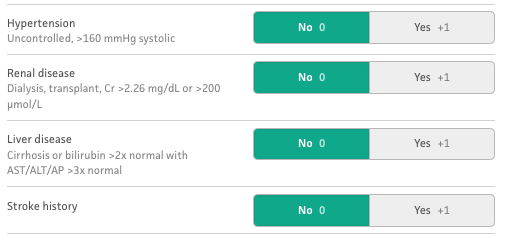 Hypertension
Uncontrolled, >160 mmHg systolic
No 0
Yes +1
Renal disease
Dialysis, transplant, Cr >2.26 mg/dL or >200
μmol/L
No 0
Yes +1
Liver disease
Cirrhosis or bilirubin >2x normal with
AST/ALT/AP >3x normal
No 0
Yes +1
Stroke history
No 0
Yes +1